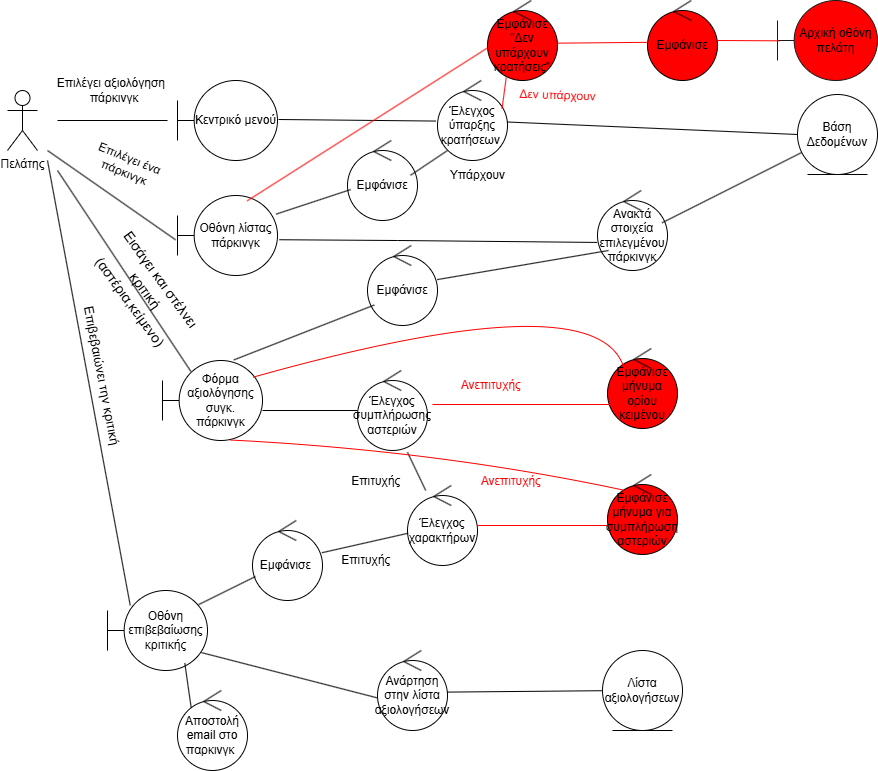 Εμφάνισε
"Δεν
υπάρχουν
κρατήσεις"
Εμφάνισε
Αρχική οθόνη
πελάτη
Επιλέγει αξιολόγηση
πάρκινγκ
Δεν υπάρχουν
Κεντρικό μενού
Έλεγχος
ύπαρξης
κρατήσεων
Βάση
Δεδομένων
Πελάτης
Επιλέγει ένα
πάρκινγκ
Εμφάνισε
Υπάρχουν
Οθόνη λίστας
πάρκινγκ
Ανακτά
στοιχεία
επιλεγμένου
πάρκινγκ
Εισάγει και στέλνει
κριτική
(αστέρια,κείμενο)
Εμφάνισε
Επιβεβαιώνει την κριτική
Φόρμα
αξιολόγησης
συγκ.
πάρκινγκ
Έλεγχος
συμπλήρωσης
αστεριών
Ανεπιτυχής
Εμφάνισε
μήνυμα
ορίου
κειμένου
Επιτυχής
Ανεπιτυχής
Έλεγχος
χαρακτήρων
Εμφάνισε
μήνυμα για
συμπλήρωση
αστεριών
Εμφάνισε
Επιτυχής
Οθόνη
επιβεβαίωσης
κριτικής
Ανάρτηση
στην λίστα
αξιολογήσεων
Λίστα
αξιολογήσεων
Αποστολή
email στο
παρκινγκ